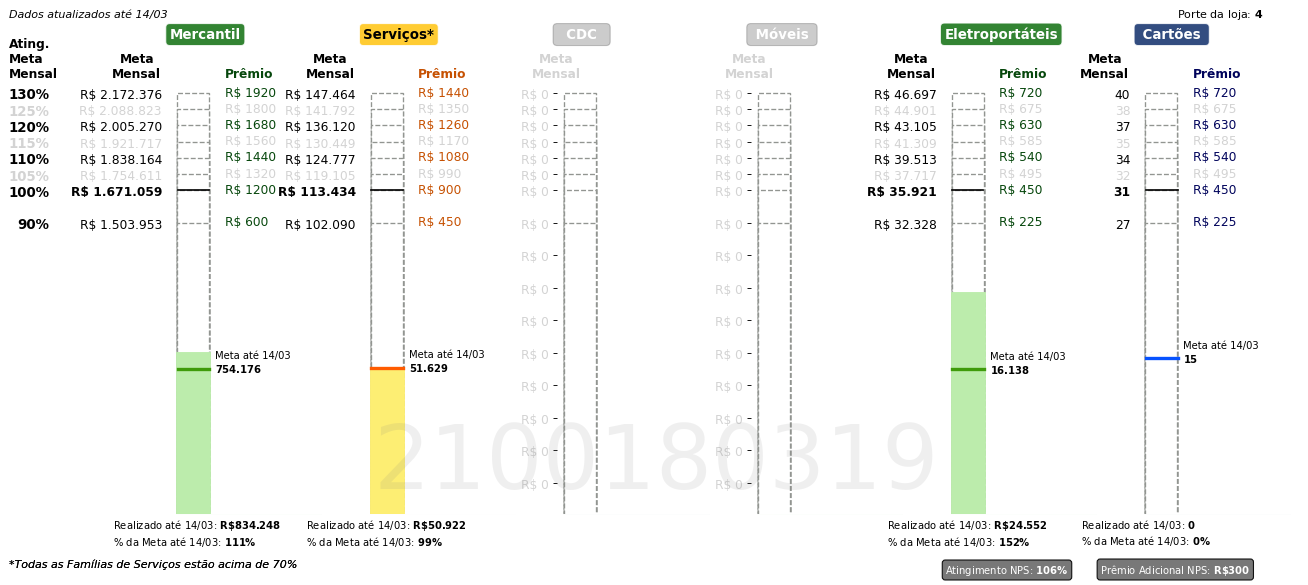 Dados atualizados até 14/03
Porte da loja: 4
Mercantil Serviços* CDC Móveis Eletroportáteis Cartões
Ating. Meta Mensal
Meta Mensal Prêmio Meta Mensal Prêmio Meta Mensal Meta Mensal Meta Mensal Prêmio Meta Mensal Prêmio
130% R$ 2.172.376 R$ 1920 R$ 147.464 R$ 1440 R$ 0 R$ 0 R$ 46.697 R$ 720 40 R$ 720
125% R$ 2.088.823 R$ 1800 R$ 141.792 R$ 1350 R$ 0 R$ 0 R$ 44.901 R$ 675 38 R$ 675
120% R$ 2.005.270 R$ 1680 R$ 136.120 R$ 1260 R$ 0 R$ 0 R$ 43.105 R$ 630 37 R$ 630
115% R$ 1.921.717 R$ 1560 R$ 130.449 R$ 1170 R$ 0 R$ 0 R$ 41.309 R$ 585 35 R$ 585
110% R$ 1.838.164 R$ 1440 R$ 124.777 R$ 1080 R$ 0 R$ 0 R$ 39.513 R$ 540 34 R$ 540
105% R$ 1.754.611 R$ 1320 R$ 119.105 R$ 990 R$ 0 R$ 0 R$ 37.717 R$ 495 32 R$ 495
100% R$ 1.671.059 R$ 1200 R$ 113.434 R$ 900 R$ 0 R$ 0 R$ 35.921 R$ 450 31 R$ 450
90% R$ 1.503.953 R$ 600 R$ 102.090 R$ 450 R$ 0 R$ 0 R$ 32.328 R$ 225 27 R$ 225
R$ 0 R$ 0
R$ 0 R$ 0
R$ 0 R$ 0
R$ 0 R$ 0
R$ 0 R$ 0
R$ 0 R$ 0
R$ 0 R$ 0
R$ 0 R$ 0
Meta até 14/03 Meta até 14/03 Meta até 14/03 Meta até 14/03
754.176 51.629 16.138 15
2100180319
Realizado até 14/03: R$834.248 Realizado até 14/03: R$50.922 Realizado até 14/03: R$24.552 Realizado até 14/03: 0
% da Meta até 14/03: 111% % da Meta até 14/03: 99% % da Meta até 14/03: 152% % da Meta até 14/03: 0%
*Todas as Famílias de Serviços estão acima de 70%
Atingimento NPS: 106% Prêmio Adicional NPS: R$300